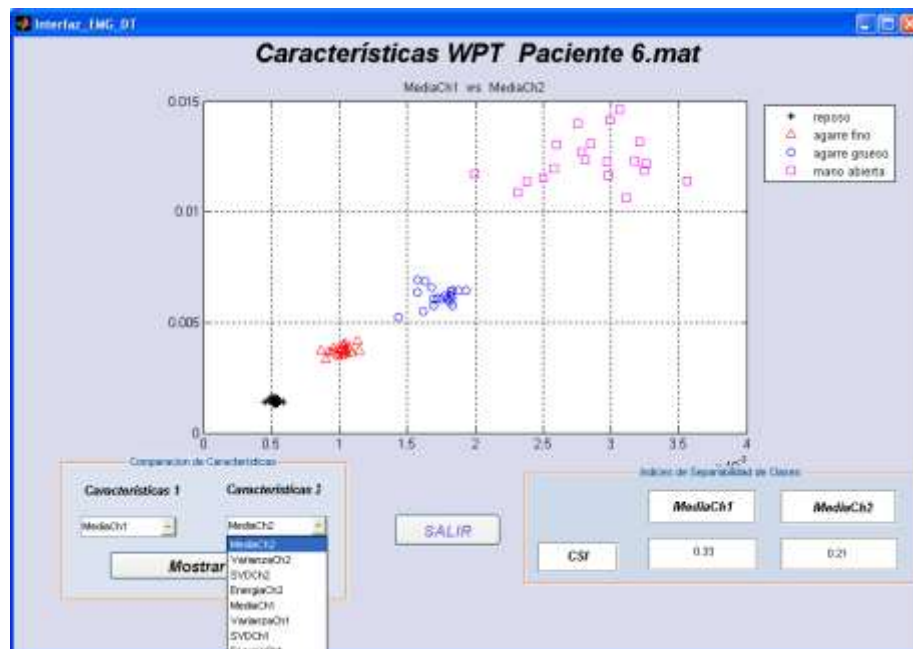 Interfaz_EMG_DT
Características WPT Paciente 6.mat
MediaCh1 vs MediaCh2
0.015
0.01
0.005
0
0 0.5 1 1.5 2 2.5 3 3.5 4
reposo
agarre fino
agarre grueso
mano abierta
Comparacion de Características
Características 1
Características 2
MediaCh1
MediaCh2
MediaCh2
VarianzaCh2
SVDCh2
EnergiaCh2
MediaCh1
VarianzaCh1
SVDCh1
Mostrar
SALIR
Indices de Separabilidad de Clases
MediaCh1
MediaCh2
CSI
0.33
0.21